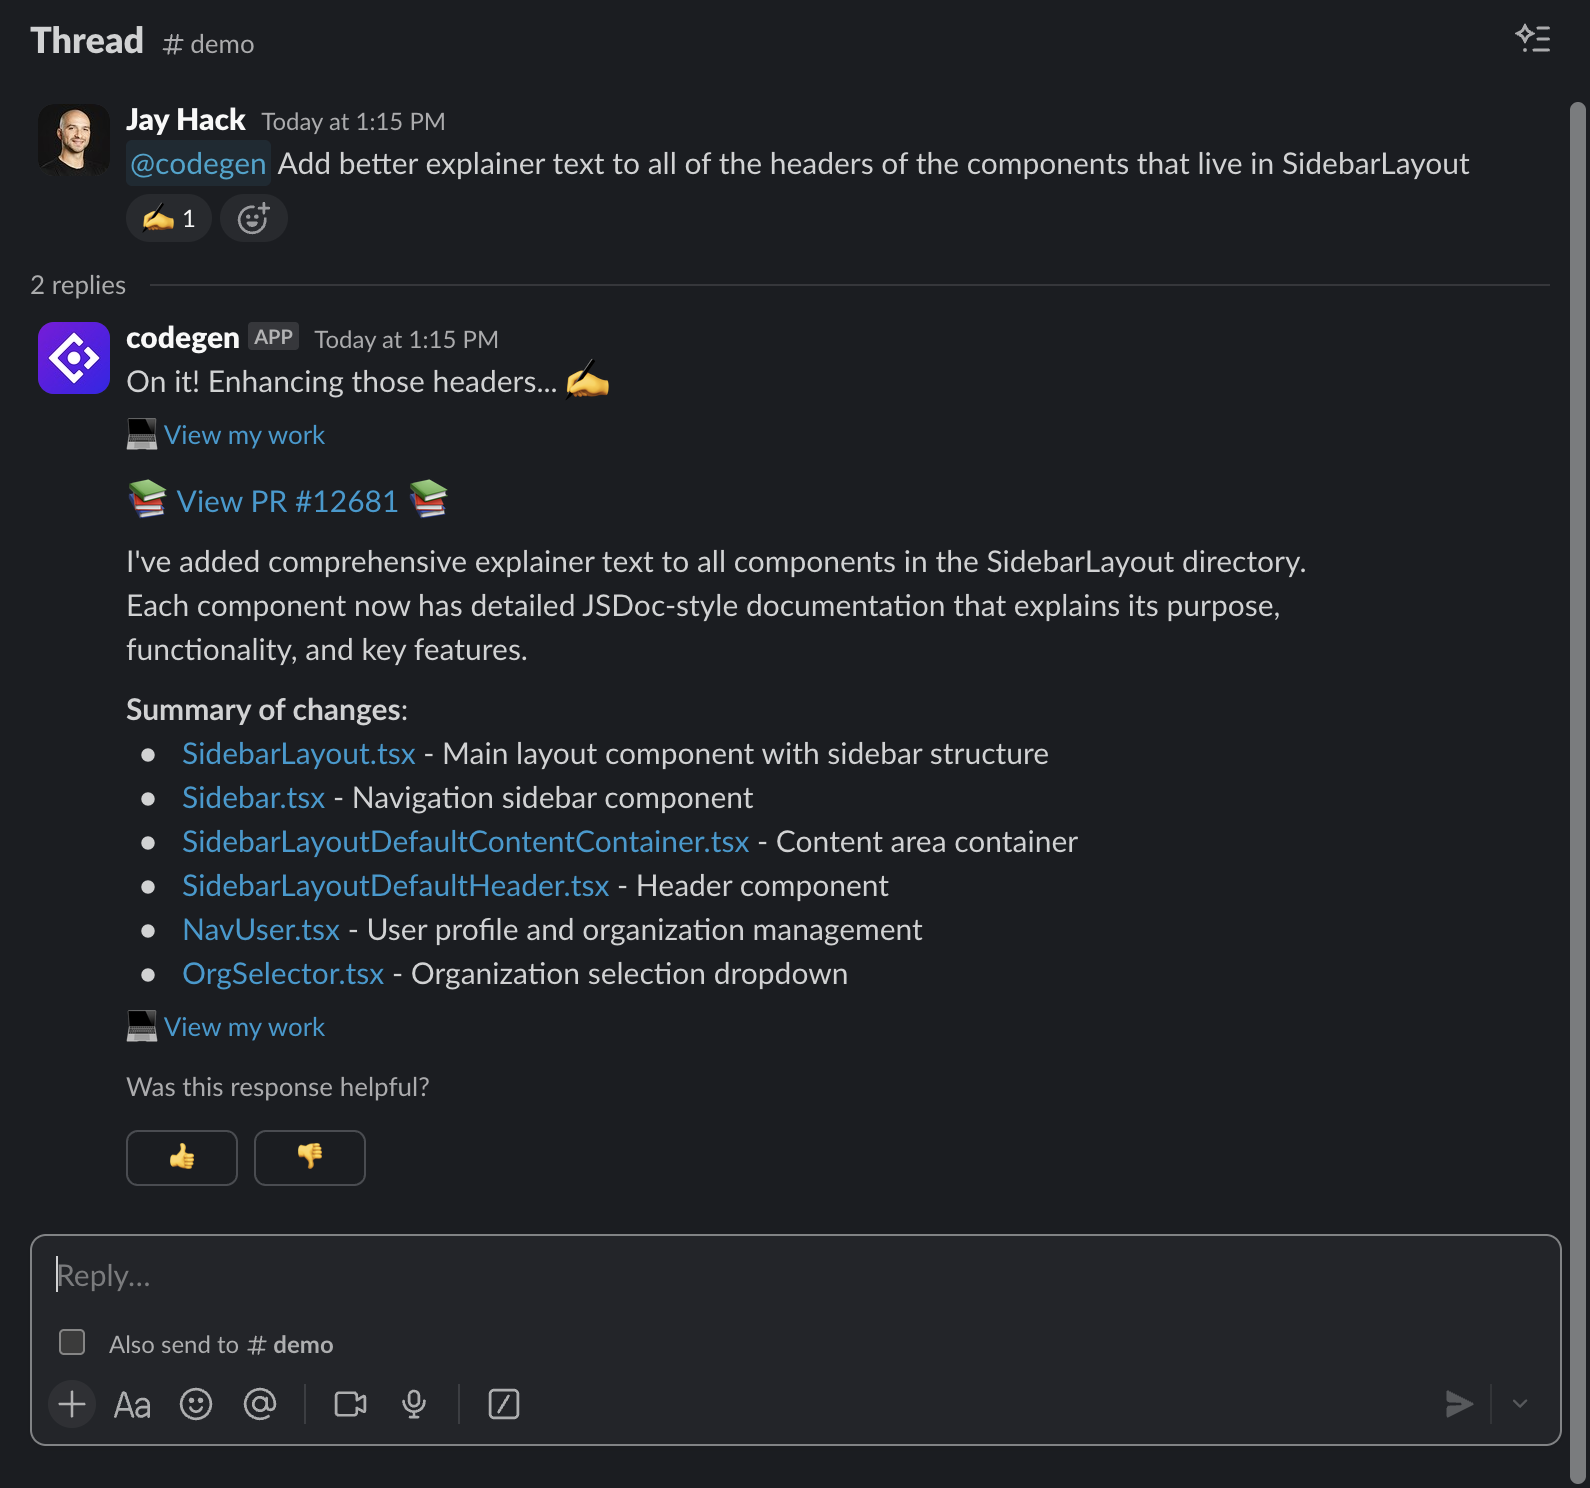 Thread # demo
Jay Hack Today at 1:15 PM
@codegen Add better explainer text to all of the headers of the components that live in SidebarLayout
1
2 replies
codegen APP Today at 1:15 PM
On it! Enhancing those headers...
View my work
View PR #12681
I've added comprehensive explainer text to all components in the SidebarLayout directory.
Each component now has detailed JSDoc-style documentation that explains its purpose,
functionality, and key features.
Summary of changes:
● SidebarLayout.tsx - Main layout component with sidebar structure
● Sidebar.tsx - Navigation sidebar component
● SidebarLayoutDefaultContentContainer.tsx - Content area container
● SidebarLayoutDefaultHeader.tsx - Header component
● NavUser.tsx - User profile and organization management
● OrgSelector.tsx - Organization selection dropdown
View my work
Was this response helpful?
Reply...
Also send to # demo
Aa